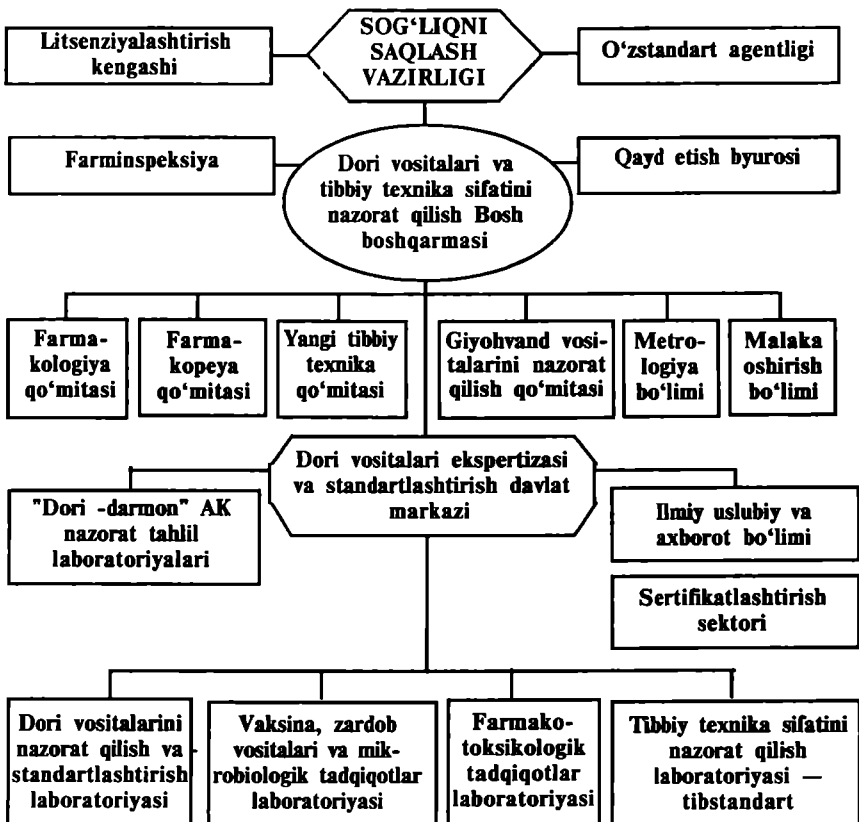 Litsenziyalashtirish
kengashi
SOG‘LIQNI
SAQLASH
VAZIRLIGI
O‘zstandart agentligi
Farminspeksiya
Dori vositalari va
tibbiy texnika sifatini
nazorat qilish Bosh
boshqarmasi
Qayd etish byurosi
Farma-
kologiya
qo‘mitasi
Farma-
kopeya
qo‘mitasi
Yangi tibbiy
texnika
qo‘mitasi
Giyohvand vosi-
talarini nazorat
qilish qo‘mitasi
Metro-
logiya
bo‘limi
Malaka
oshirish
bo‘limi
Dori vositalari ekspertizasi
va standartlashtirish davlat
markazi
"Dori -darmon" AK
nazorat tahlil
laboratoriyalari
Ilmiy uslubiy va
axborot bo‘limi
Sertifikatlashtirish
sektori
Dori vositalarini
nazorat qilish va
standartlashtirish
laboratoriyasi
Vaksina, zardob
vositalari va mik-
robiologik tadqiqotlar
laboratoriyasi
Farmako-
toksikologik
tadqiqotlar
laboratoriyasi
Tibbiy texnika sifatini
nazorat qilish
laboratoriyasi —
tibstandart